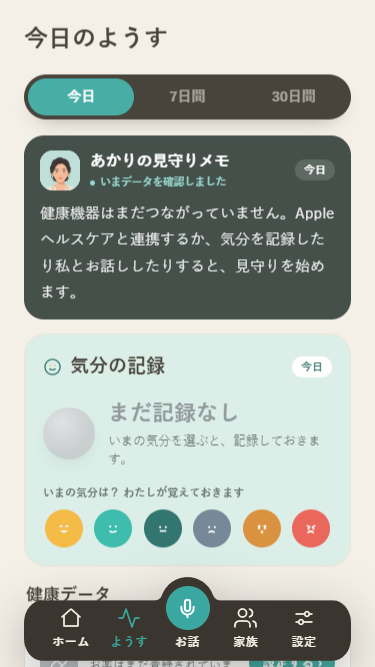 今日のようす
今日
7日間
30日間
あかりの見守りメモ
いまデータを確認しました
今日
健康機器はまだつながっていません。Apple
ヘルスケアと連携するか、気分を記録した
り私とお話ししたりすると、見守りを始め
ます。
気分の記録
今日
まだ記録なし
いまの気分を選ぶと、記録しておきま
す。
いまの気分は？ わたしが覚えておきます
健康データ
ホーム
ようす
お話
家族
設定